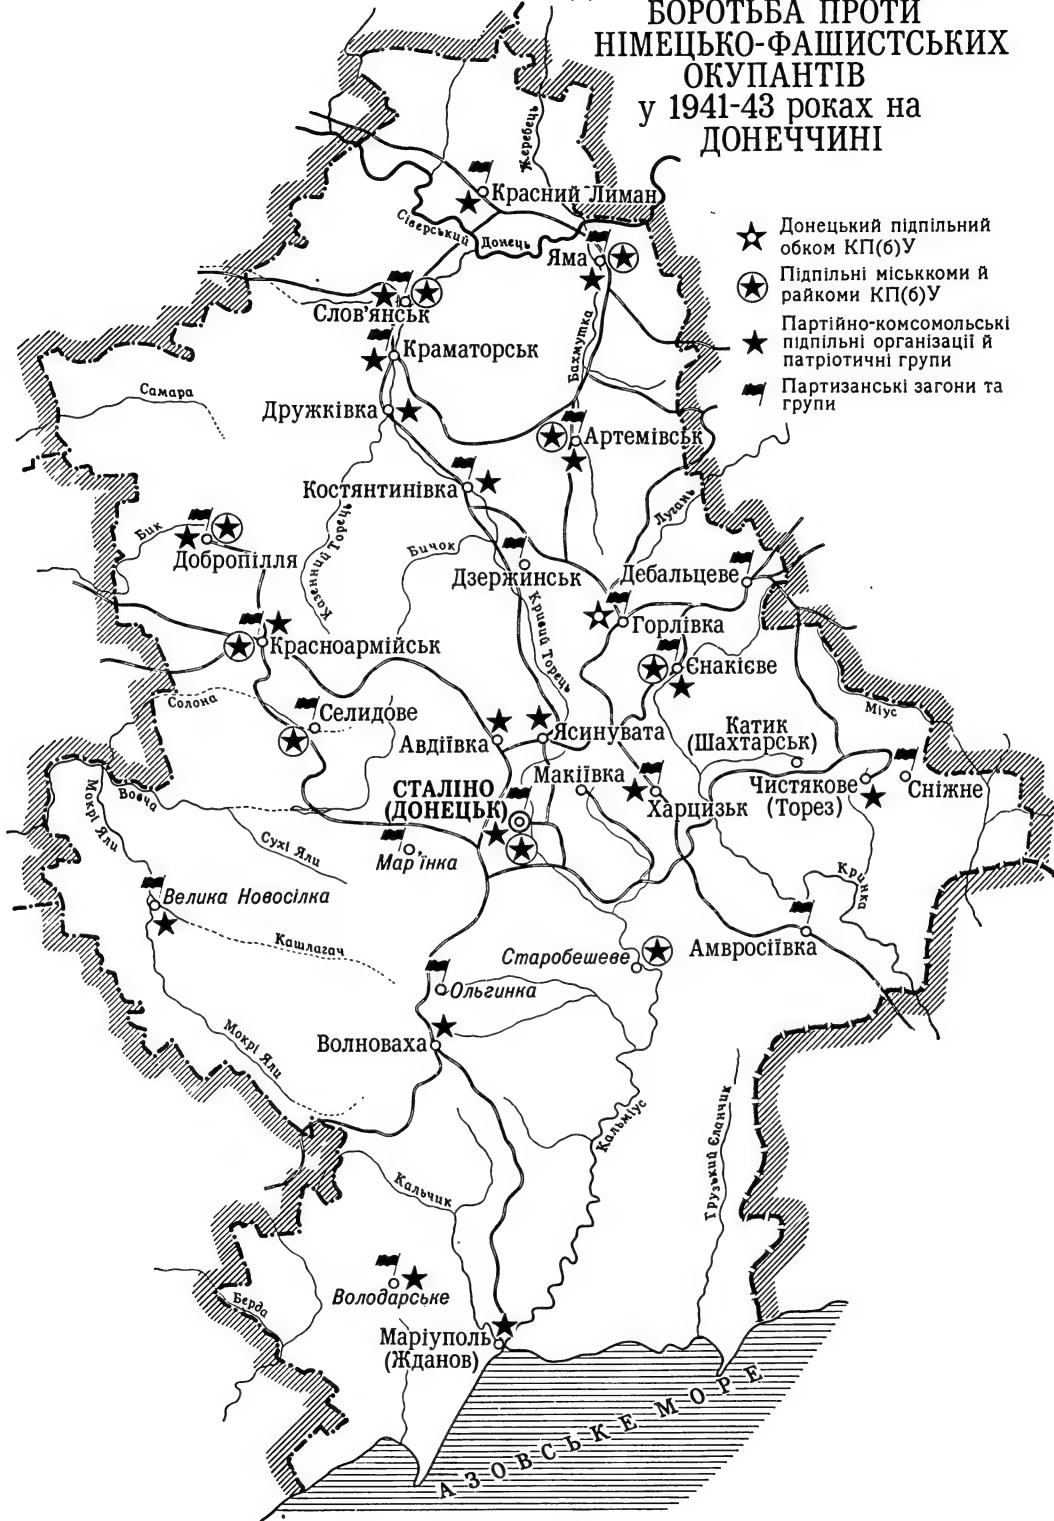 БОРОТЬБА ПРОТИ
НІМЕЦЬКО-ФАШИСТСЬКИХ
ОКУПАНТІВ
у 1941-43 роках на
ДОНЕЧЧИНІ
Донецький підпільний
обком КП(б)У
Підпільні міськкоми й
райкоми КП(б)У
Партійно-комсомольські
підпільні організації й
патріотичні групи
Партизанські загони та
групи
Жеребець
Красний Лиман
Сіверський
Донець
Яма
Слов'янськ
Краматорськ
Бахмутка
Самара
Дружківка
Артемівськ
Костянтинівка
Лугань
Бик
Добропілля
Казенний Торець
Бичок
Дзержинськ
Дебальцеве
Кривий Торець
Горлівка
Красноармійськ
Єнакієве
Солона
Селидове
Міус
Авдіївка
Ясинувата
Катик
(Шахтарськ)
Макіївка
СТАЛІНО
(ДОНЕЦЬК)
Харцизьк
Чистякове
(Торез)
Сніжне
Вовча
Мокрі Яли
Сухі Яли
Мар'їнка
Кринка
Велика Новосілка
Кашлагач
Старобешеве
Амвросіївка
Ольгинка
Волноваха
Мокрі Яли
Кальміус
Грузький Єланчик
Кальчик
Володарське
Берда
Маріуполь
(Жданов)
АЗОВСЬКЕ МОРЕ